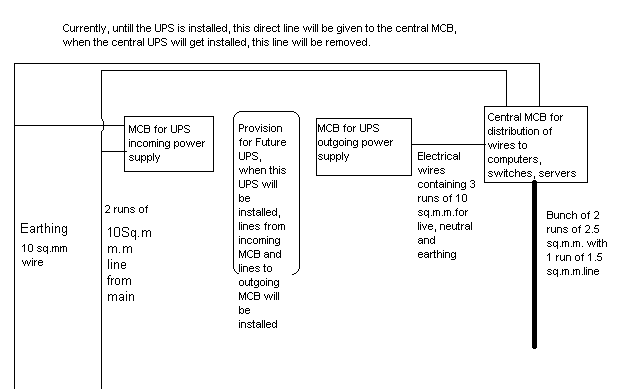 Currently, untill the UPS is installed, this direct line will be given to the central MCB,
when the central UPS will get installed, this line will be removed.
MCB for UPS
incoming power
supply
Provision
for Future
UPS,
when this
UPS will
be
installed,
lines from
incoming
MCB and
lines to
outgoing
MCB will
be
installed
MCB for UPS
outgoing power
supply
Central MCB for
distribution of
wires to
computers,
switches, servers
Electrical
wires
containing 3
runs of 10
sq.m.m.for
live, neutral
and
earthing
Earthing
10 sq.mm
wire
2 runs of
10Sq.m
m.m
line
from
main
Bunch of 2
runs of 2.5
sq.m.m. with
1 run of 1.5
sq.m.m.line